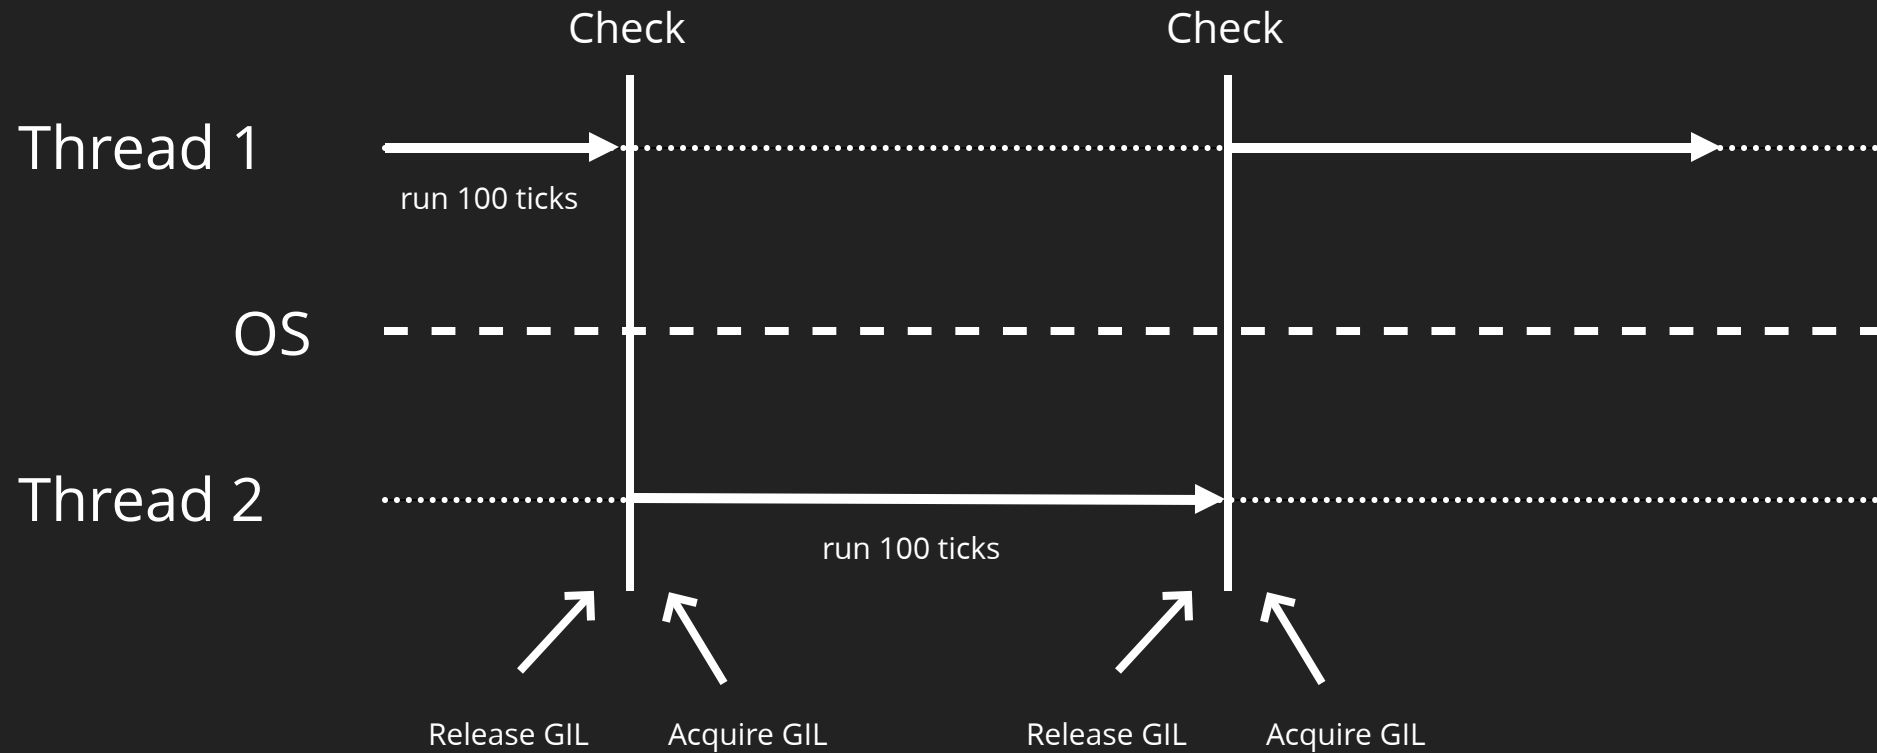 Check
Check
Thread 1
run 100 ticks
OS
Thread 2
run 100 ticks
Release GIL
Acquire GIL
Release GIL
Acquire GIL